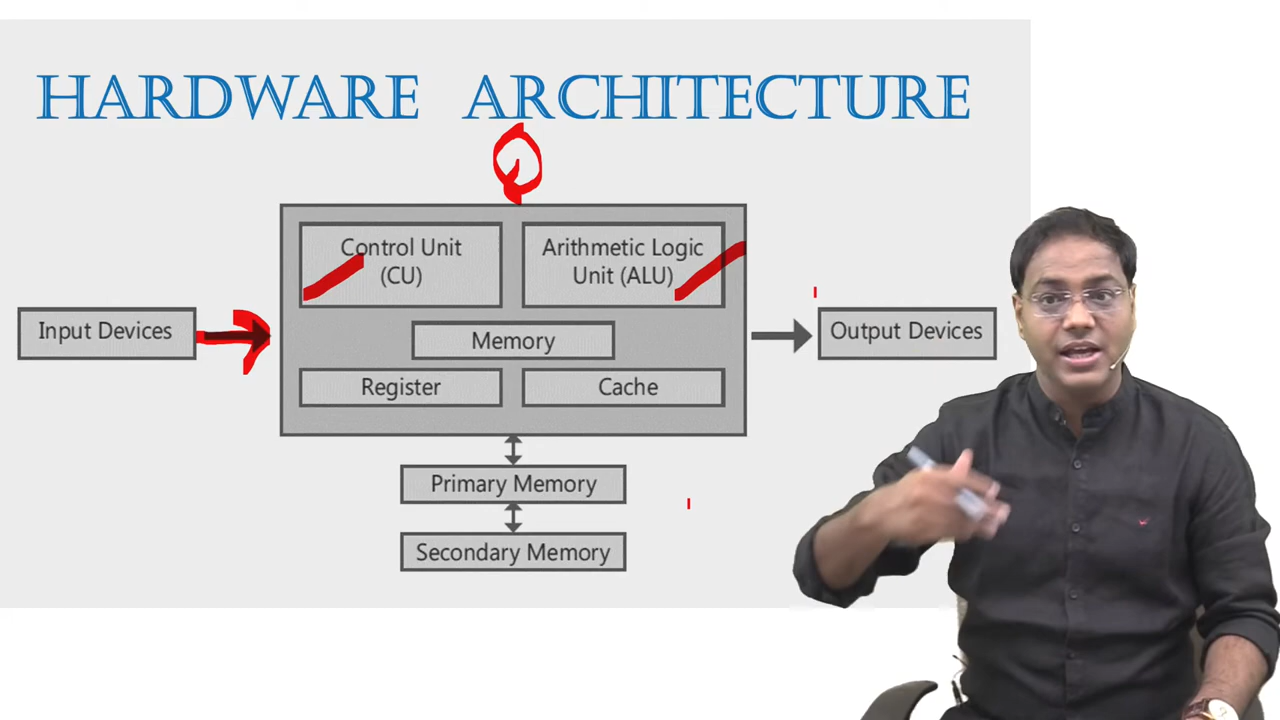 HARDWARE ARCHITECTURE
Control Unit
(CU)
Arithmetic Logic
Unit (ALU)
Input Devices
Memory
Output Devices
Register
Cache
Primary Memory
Secondary Memory